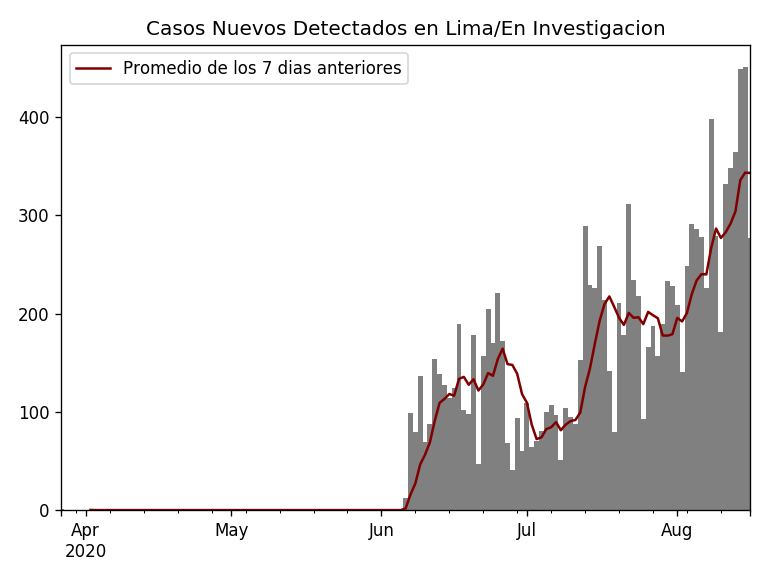 Casos Nuevos Detectados en Lima/En Investigacion
Promedio de los 7 dias anteriores
400
300
200
100
0
Apr May Jun Jul Aug
2020